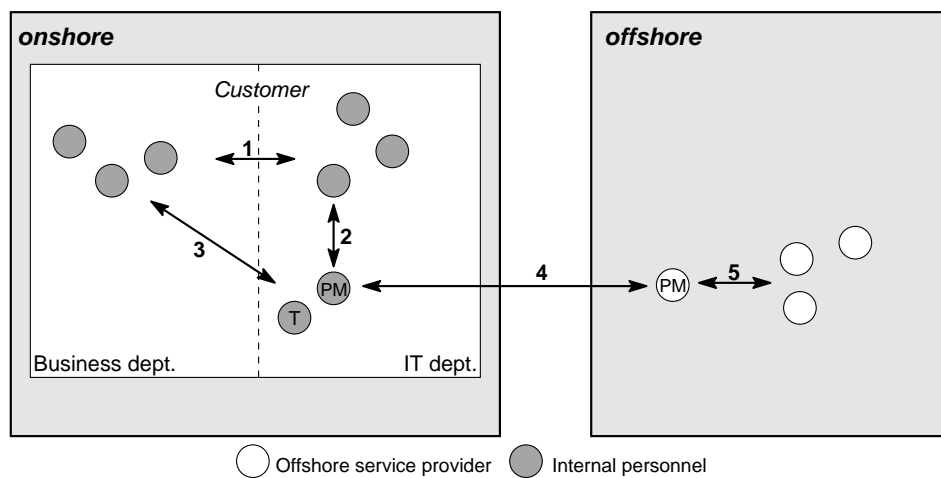 onshore
offshore
Customer
1
2
3
4
5
PM
PM
T
Business dept.
IT dept.
Offshore service provider
Internal personnel